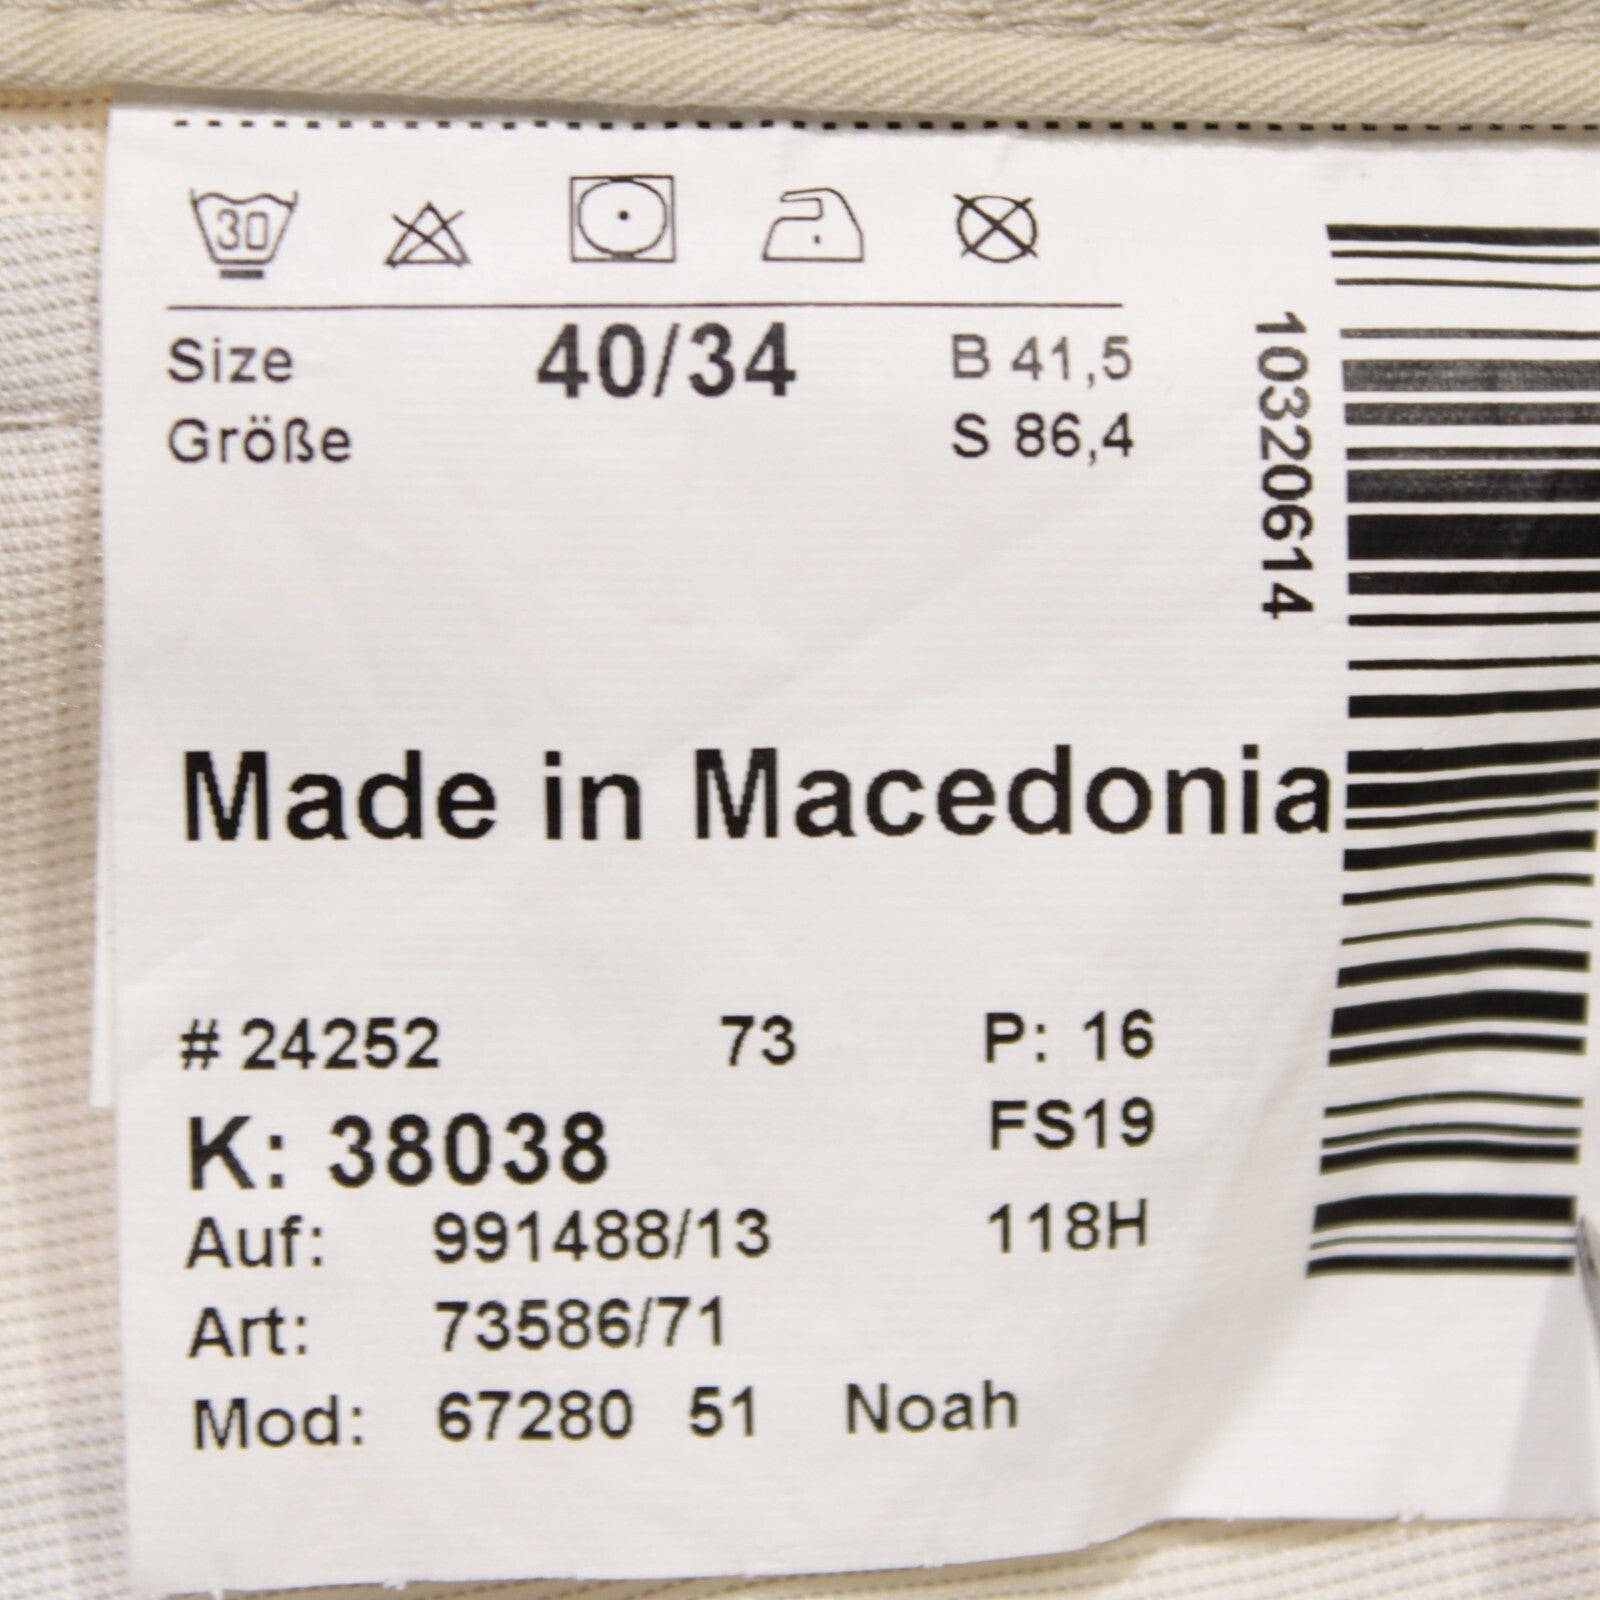 30
Size 40/34 B 41,5
Größe S 86,4
10320614
Made in Macedonia
# 24252 73 P: 16
K: 38038 FS19
Auf: 991488/13 118H
Art: 73586/71
Mod: 67280 51 Noah